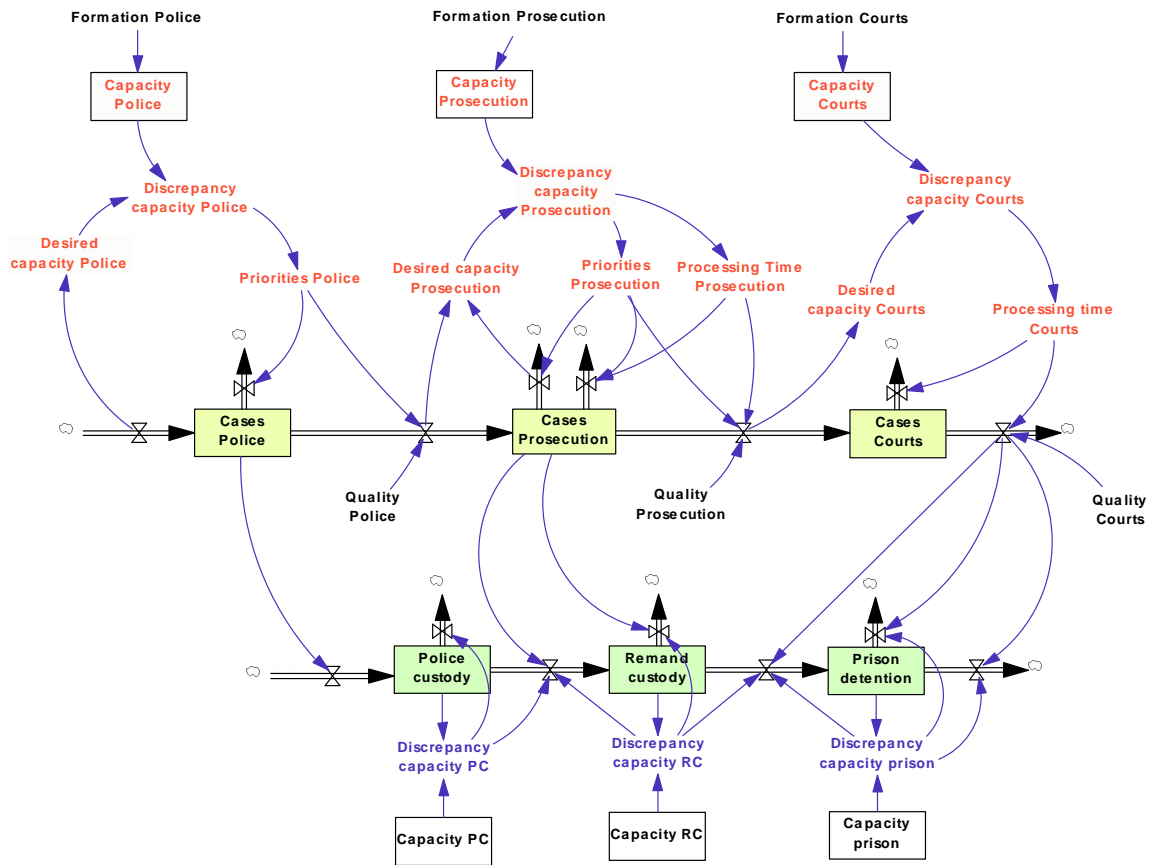 Formation Police
Formation Prosecution
Formation Courts
Capacity
Police
Capacity
Prosecution
Capacity
Courts
Discrepancy
capacity Police
Discrepancy
capacity
Prosecution
Discrepancy
capacity Courts
Desired
capacity Police
Priorities Police
Desired capacity
Prosecution
Priorities
Prosecution
Processing Time
Prosecution
Desired
capacity Courts
Processing time
Courts
Cases
Police
Cases
Prosecution
Cases
Courts
Quality
Police
Quality
Prosecution
Quality
Courts
Police
custody
Remand
custody
Prison
detention
Discrepancy
capacity PC
Discrepancy
capacity RC
Discrepancy
capacity prison
Capacity PC
Capacity RC
Capacity
prison